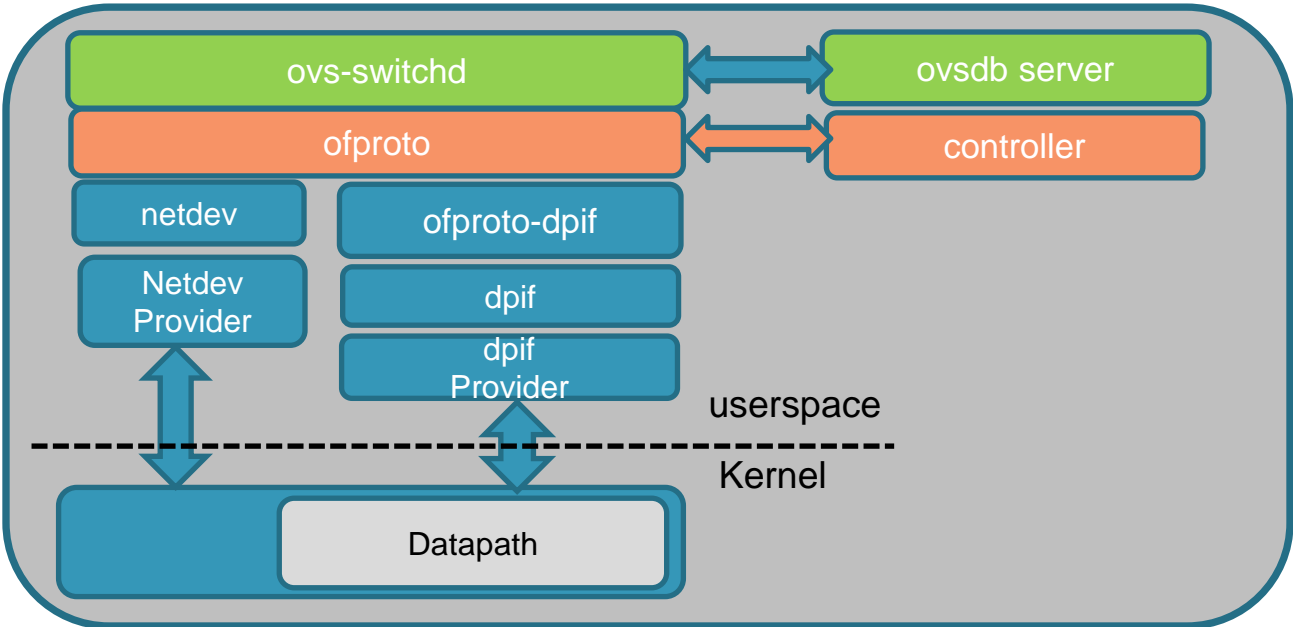 ovs-switchd
ovsdb server
ofproto
controller
netdev
ofproto-dpif
Netdev
Provider
dpif
dpif
Provider
userspace
Kernel
Datapath